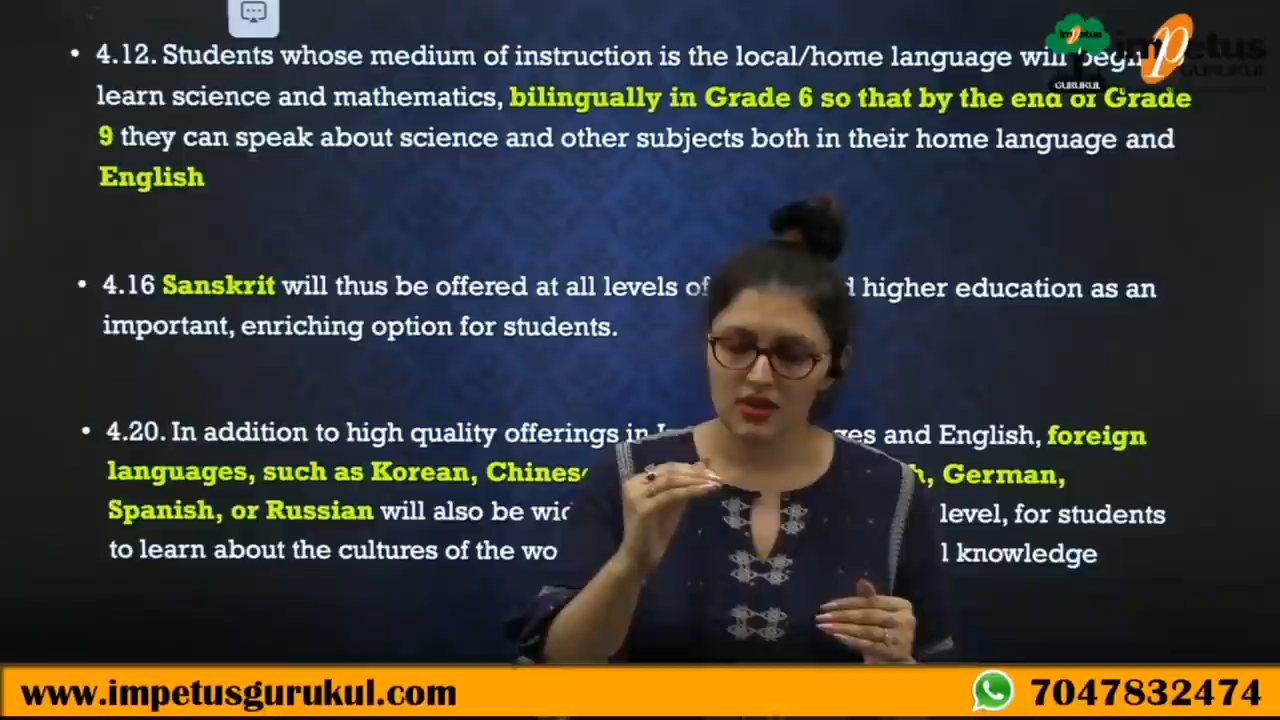 impetus
GURUKUL
impetus
GURUKUL
• 4.12. Students whose medium of instruction is the local/home language will begin
learn science and mathematics, bilingually in Grade 6 so that by the end of Grade
9 they can speak about science and other subjects both in their home language and
English
• 4.16 Sanskrit will thus be offered at all levels of higher education as an
important, enriching option for students.
• 4.20. In addition to high quality offerings in and English, foreign
languages, such as Korean, German,
Spanish, or Russian will also be level, for students
to learn about the cultures of the knowledge
www.impetusgurukul.com
7047832474